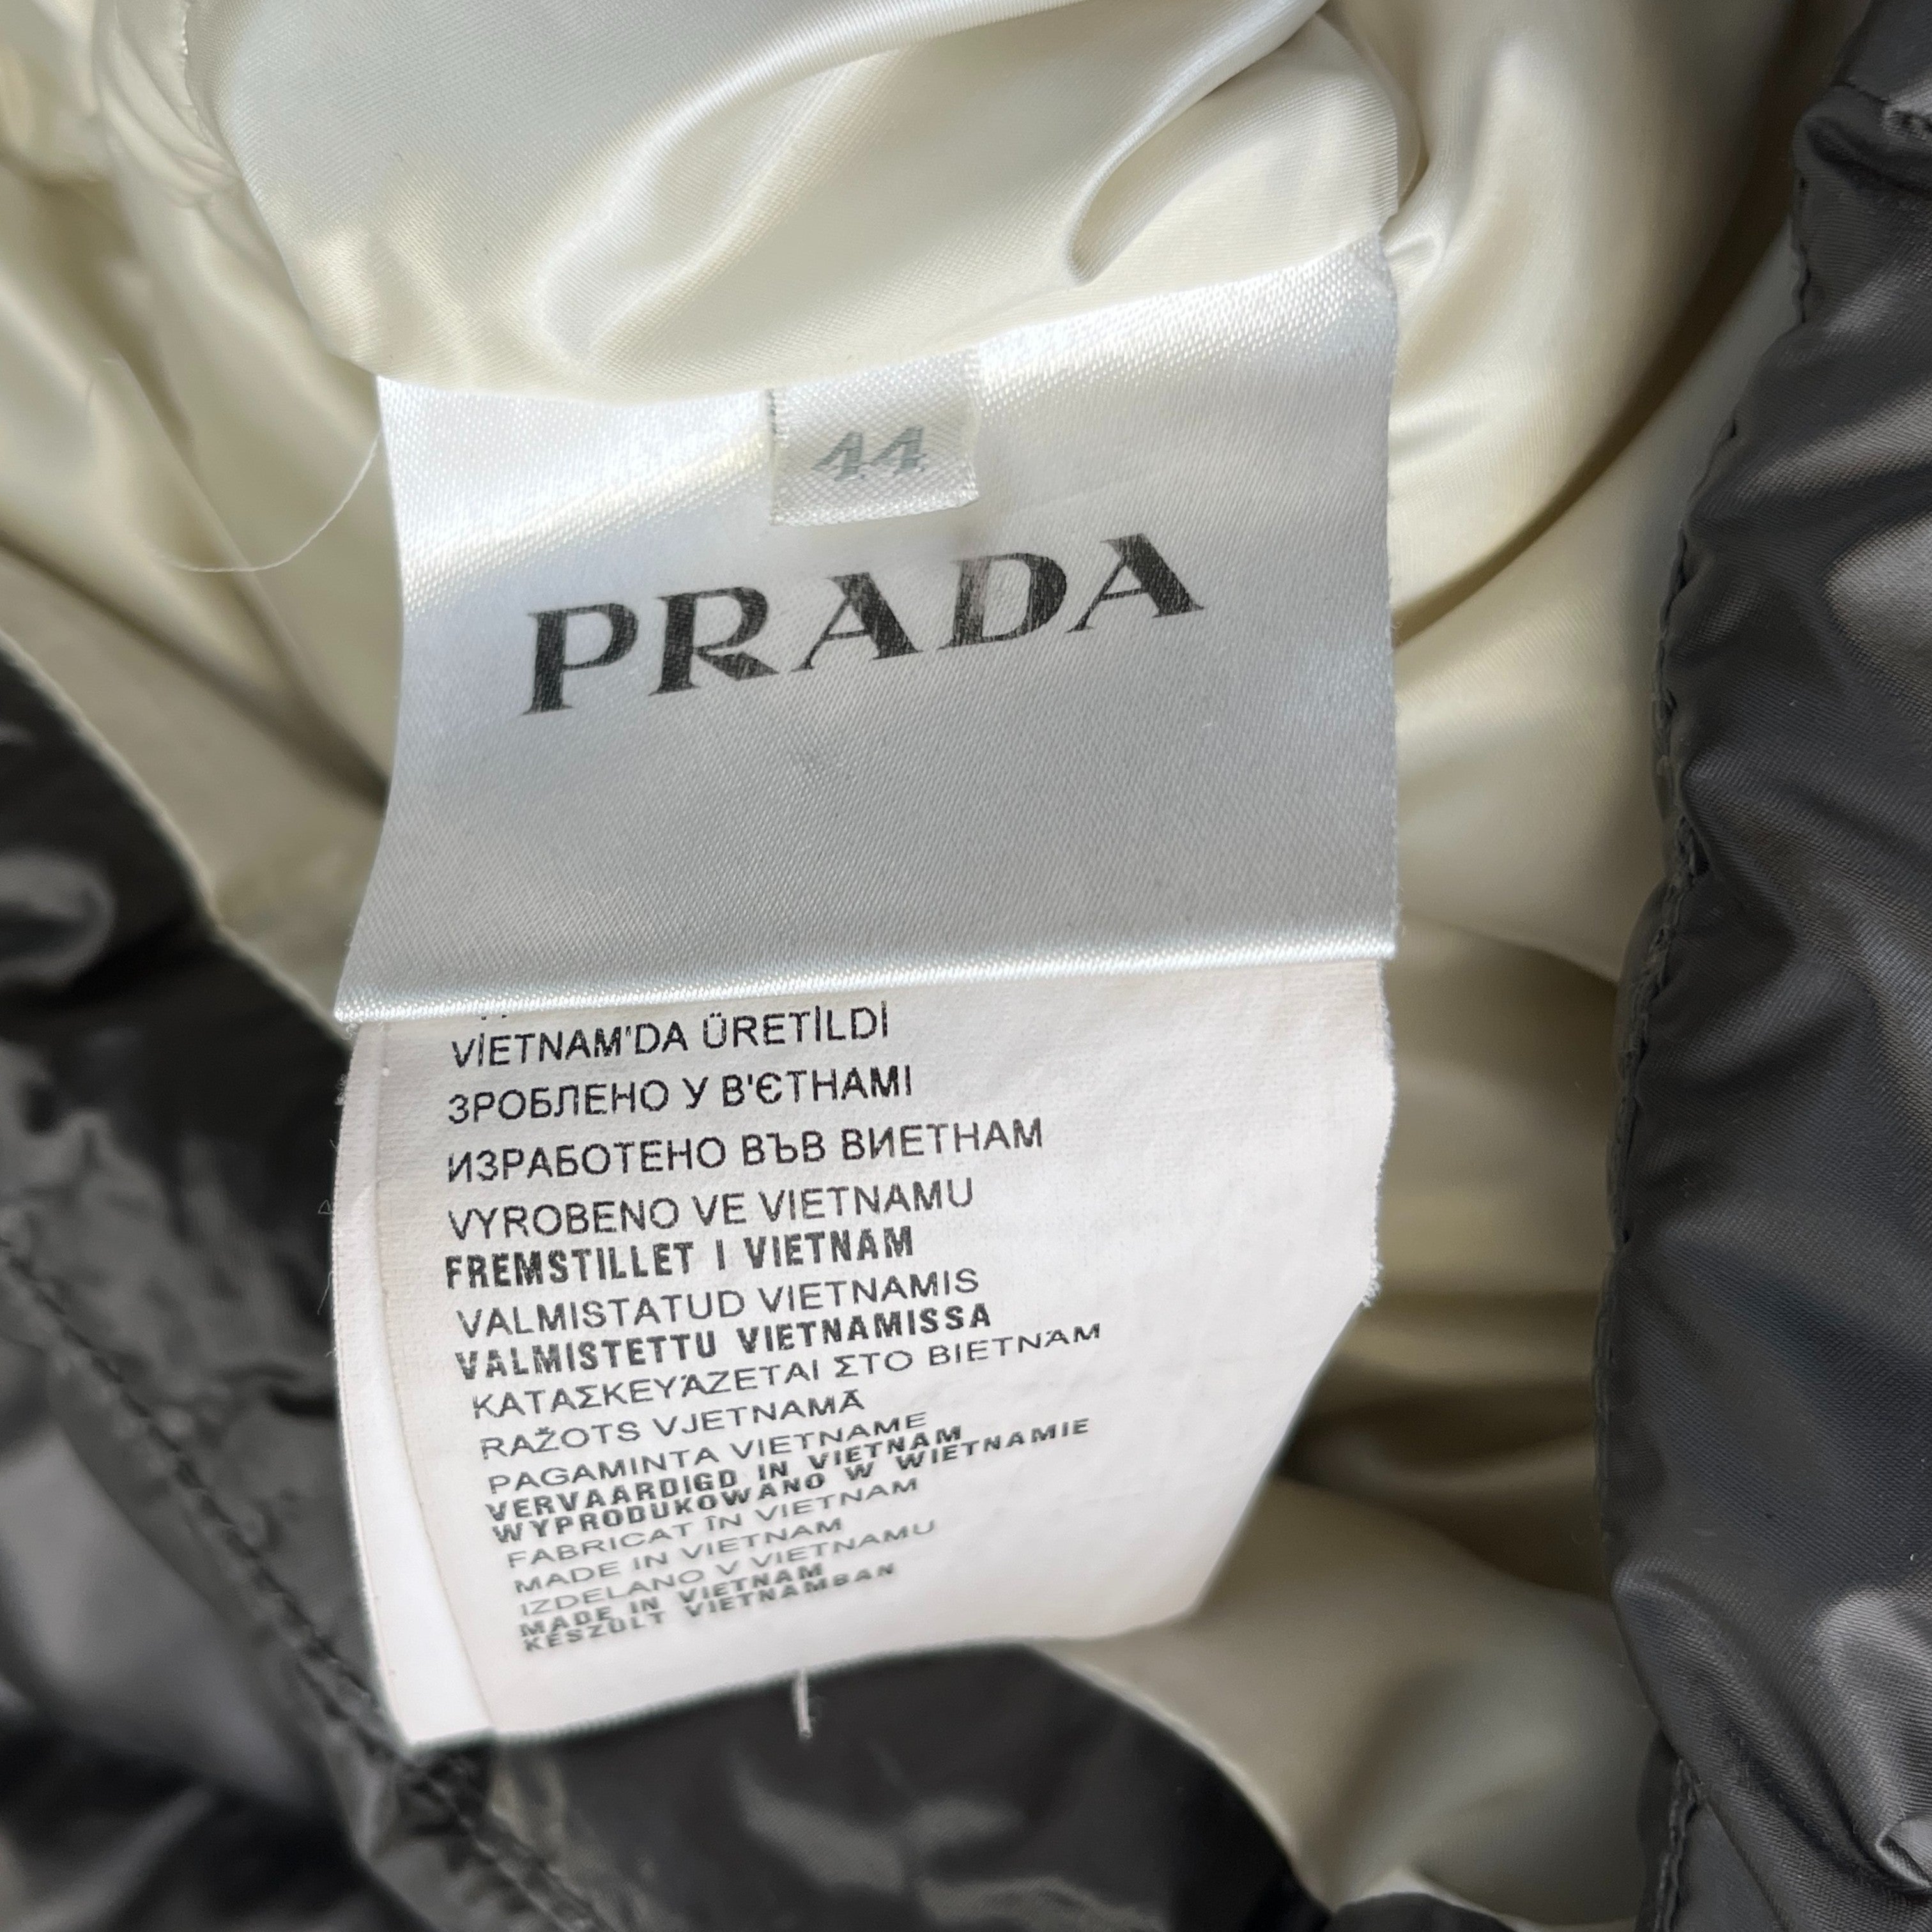 44
PRADA
VİETNAM'DA ÜRETİLDİ
ЗРОБЛЕНО У В'ЄТНАМІ
ИЗРАБОТЕНО ВЪВ ВИЕТНАМ
VYROBENO VE VIETNAMU
FREMSTILLET I VIETNAM
VALMISTATUD VIETNAMIS
VALMISTETTU VIETNAMISSA
ΚΑΤΑΣΚΕΥΆΖΕΤΑΙ ΣΤΟ ΒΙΕΤΝΆΜ
RAŽOTS VJETNAMĀ
PAGAMINTA VIETNAME
VERVAARDIGD IN VIETNAM
WYPRODUKOWANO W WIETNAMIE
FABRICAT ÎN VIETNAM
MADE IN VIETNAM
IZDELANO V VIETNAMU
MADE IN VIETNAM
KÉSZÜLT VIETNAMBAN